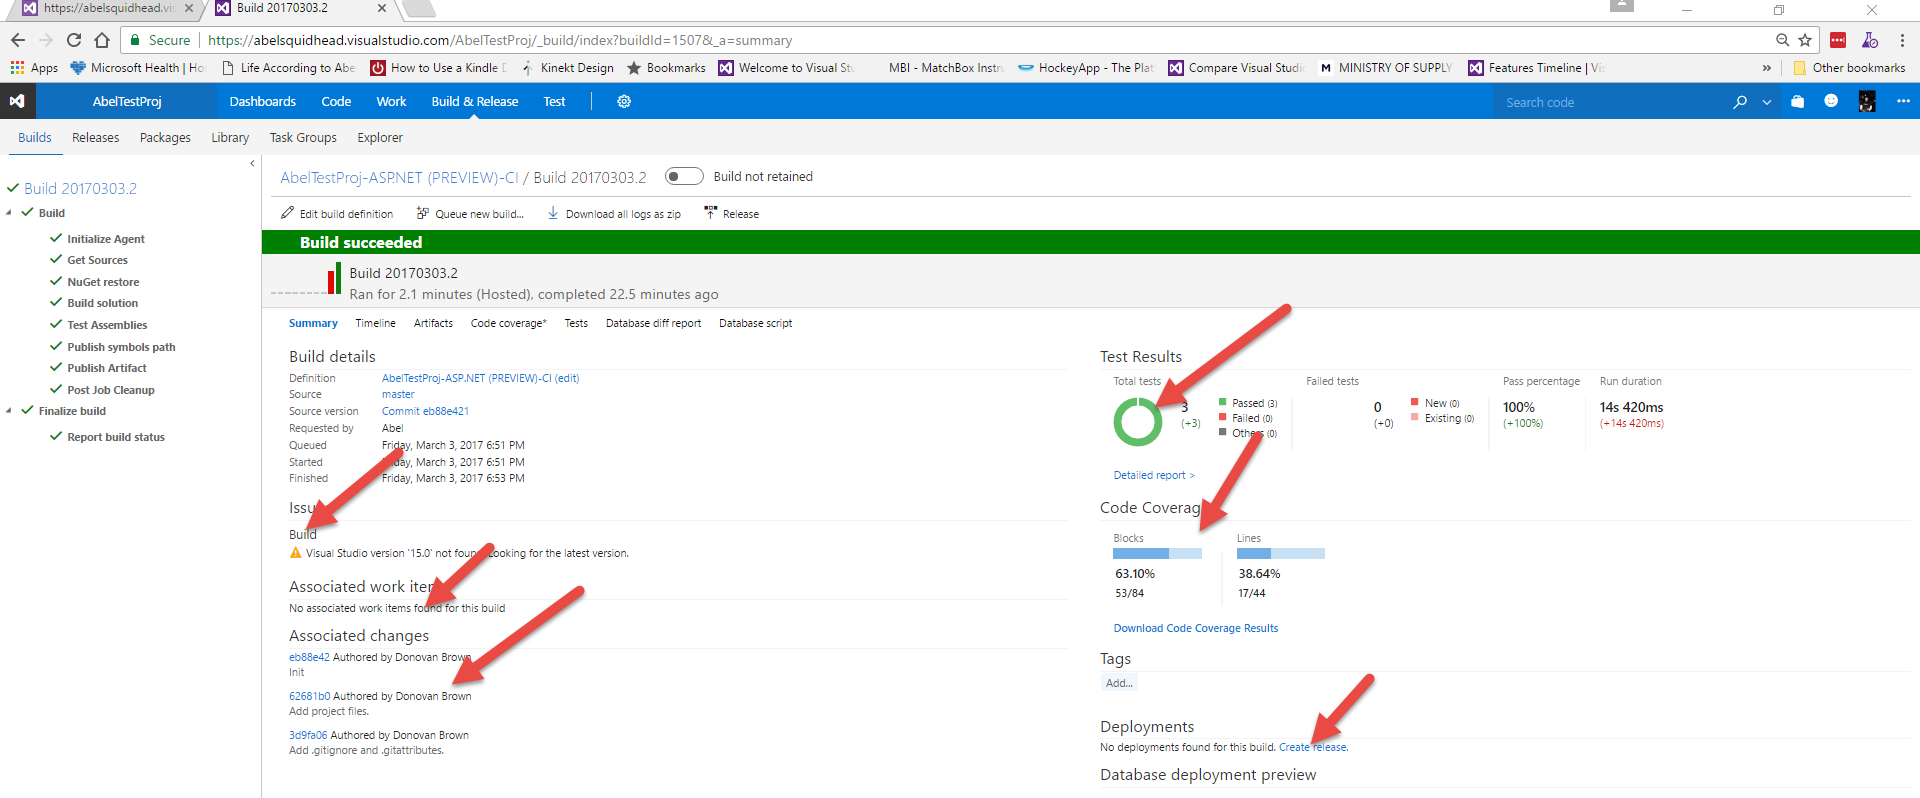 https://abelsquidhead.vis
Build 20170303.2
Secure https://abelsquidhead.visualstudio.com/AbelTestProj/_build/index?buildId=1507&_a=summary
Apps Microsoft Health | Ho Life According to Abe How to Use a Kindle D Kinekt Design Bookmarks Welcome to Visual Stu MBI - MatchBox Instru HockeyApp - The Plat Compare Visual Studi MINISTRY OF SUPPLY Features Timeline | Vis » Other bookmarks
AbelTestProj Dashboards Code Work Build & Release Test Search code
Builds Releases Packages Library Task Groups Explorer
Build 20170303.2
Build
Initialize Agent
Get Sources
NuGet restore
Build solution
Test Assemblies
Publish symbols path
Publish Artifact
Post Job Cleanup
Finalize build
Report build status
AbelTestProj-ASP.NET (PREVIEW)-CI / Build 20170303.2 Build not retained
Edit build definition Queue new build... Download all logs as zip Release
Build succeeded
Build 20170303.2
Ran for 2.1 minutes (Hosted), completed 22.5 minutes ago
Summary Timeline Artifacts Code coverage* Tests Database diff report Database script
Build details
Definition AbelTestProj-ASP.NET (PREVIEW)-CI (edit)
Source master
Source version Commit eb88e421
Requested by Abel
Queued Friday, March 3, 2017 6:51 PM
Started Friday, March 3, 2017 6:51 PM
Finished Friday, March 3, 2017 6:53 PM
Issu
Build
Visual Studio version '15.0' not found. Looking for the latest version.
Associated work item
No associated work items found for this build
Associated changes
eb88e42 Authored by Donovan Brown
Init
62681b0 Authored by Donovan Brown
Add project files.
3d9fa06 Authored by Donovan Brown
Add .gitignore and .gitattributes.
Test Results
Total tests Failed tests Pass percentage Run duration
3 Passed (3) 0 New (0) 100% 14s 420ms
(+3) Failed (0) (+0) Existing (0) (+100%) (+14s 420ms)
Others (0)
Detailed report >
Code Coverag
Blocks Lines
63.10% 38.64%
53/84 17/44
Download Code Coverage Results
Tags
Add...
Deployments
No deployments found for this build. Create release.
Database deployment preview